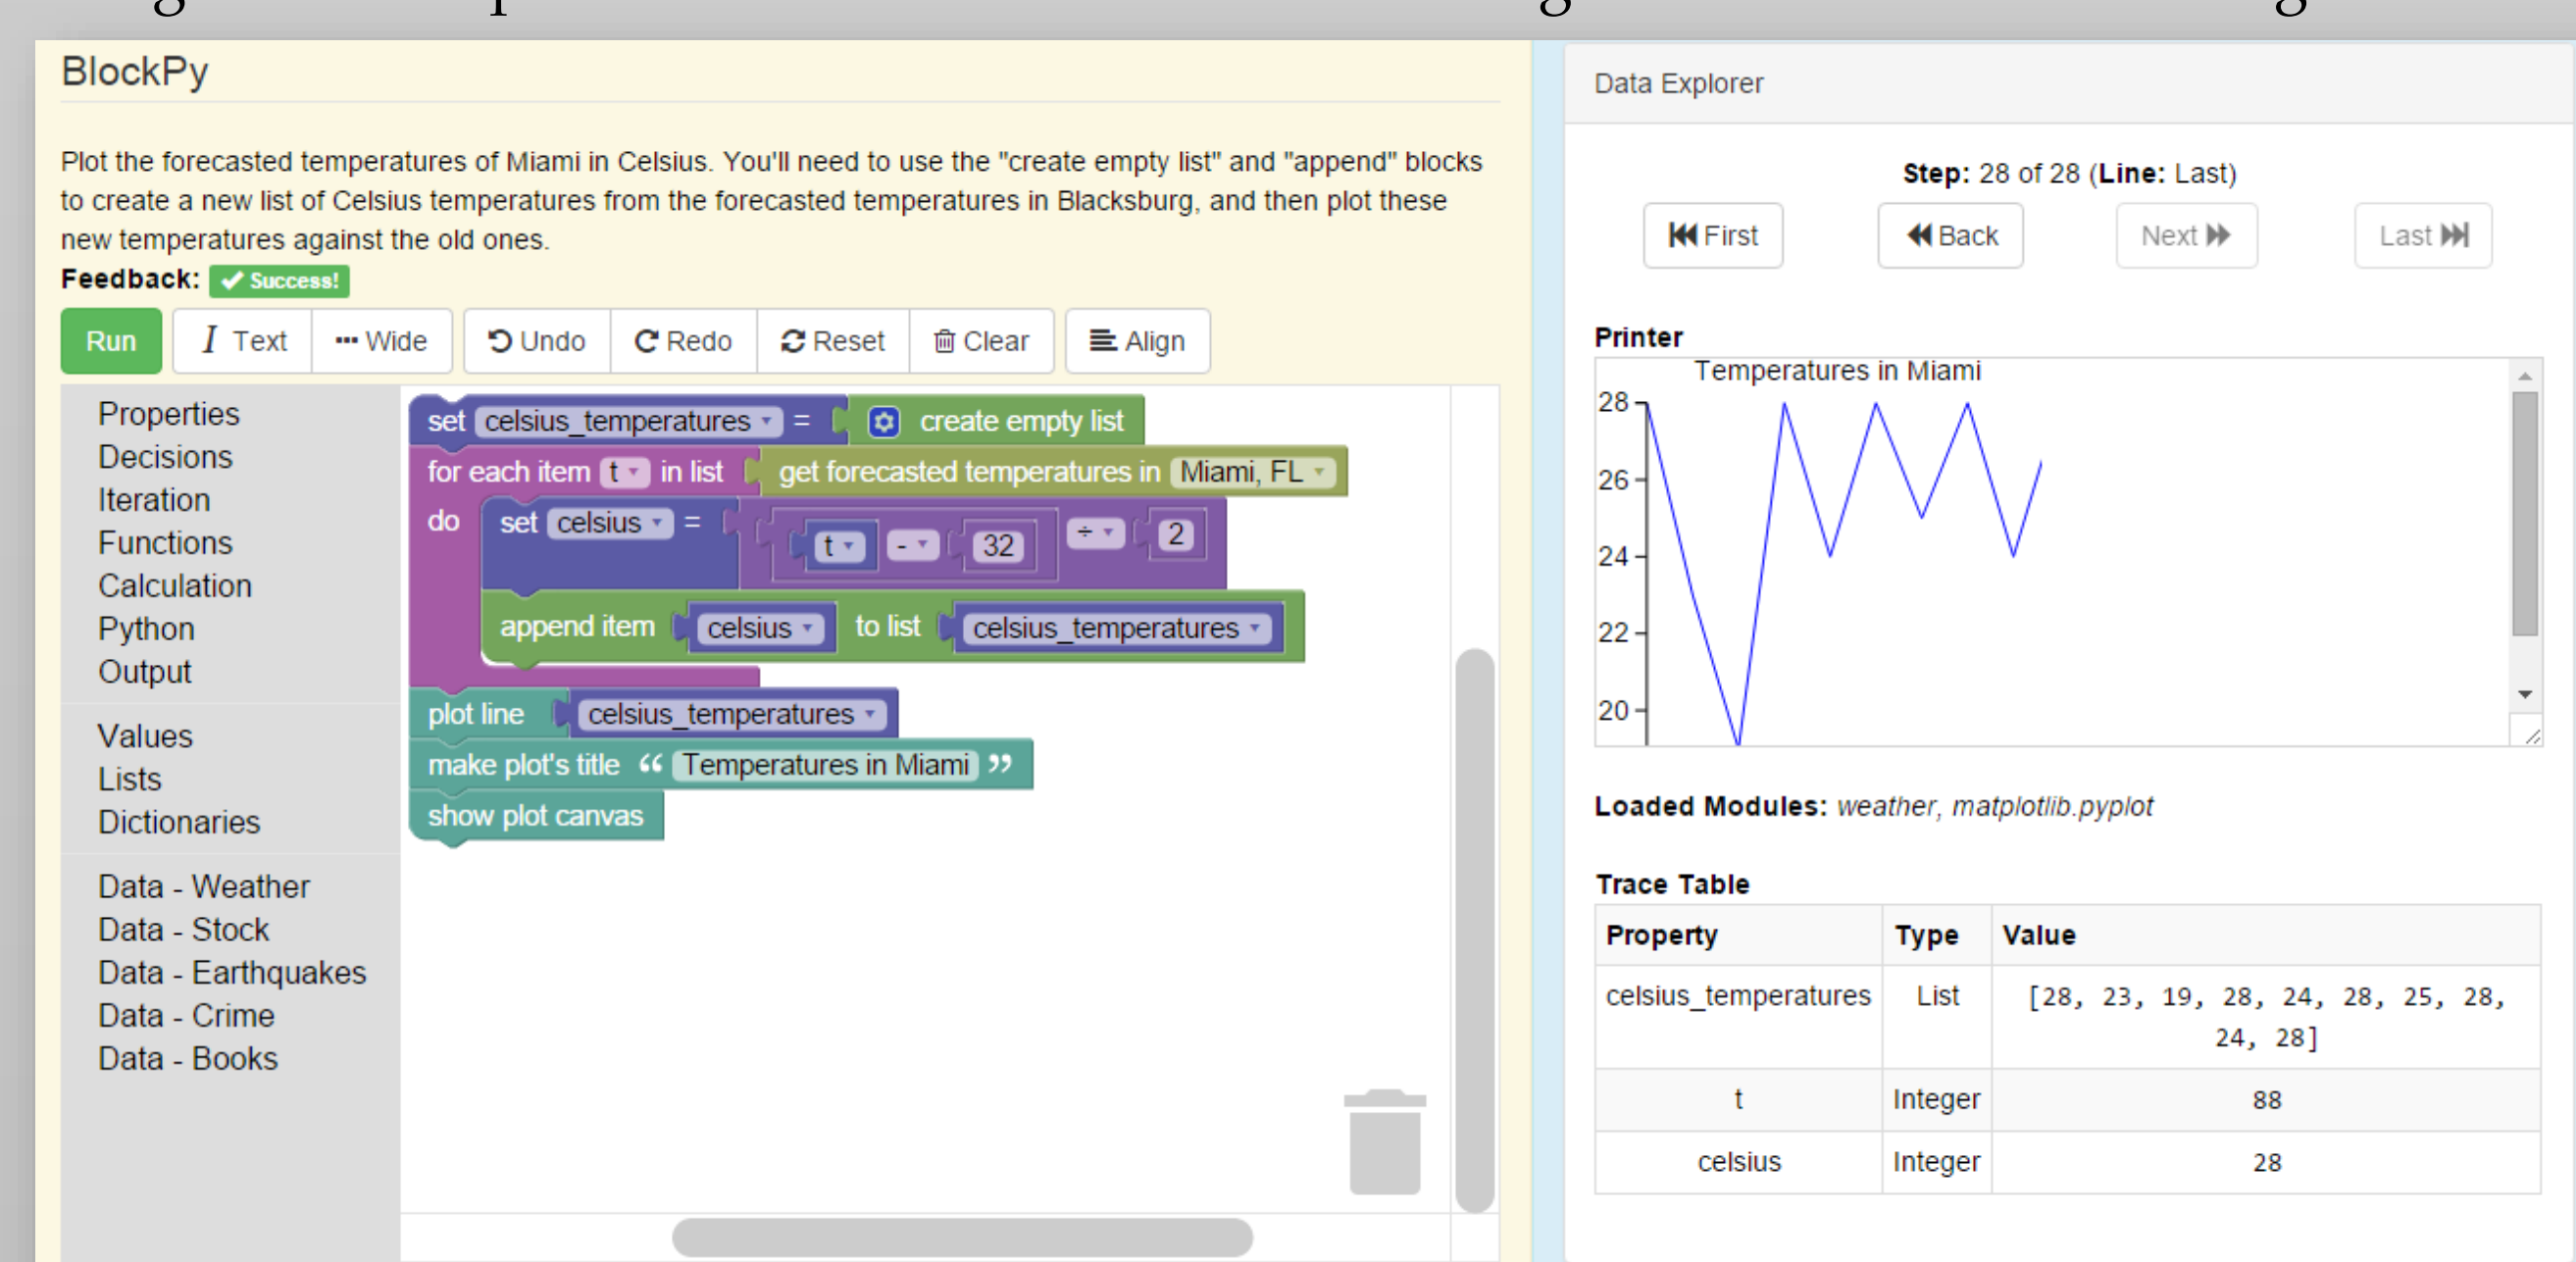 BlockPy
Plot the forecasted temperatures of Miami in Celsius. You'll need to use the "create empty list" and "append" blocks
to create a new list of Celsius temperatures from the forecasted temperatures in Blacksburg, and then plot these
new temperatures against the old ones.
Feedback: Success!
Run Text Wide Undo Redo Reset Clear Align
Properties
Decisions
Iteration
Functions
Calculation
Python
Output
Values
Lists
Dictionaries
Data - Weather
Data - Stock
Data - Earthquakes
Data - Crime
Data - Books
set celsius_temperatures = create empty list
for each item t in list get forecasted temperatures in Miami, FL
do set celsius = t - 32 ÷ 2
append item celsius to list celsius_temperatures
plot line celsius_temperatures
make plot's title “ Temperatures in Miami ”
show plot canvas
Data Explorer
Step: 28 of 28 (Line: Last)
First Back Next Last
Printer
Temperatures in Miami
28
26
24
22
20
Loaded Modules: weather, matplotlib.pyplot
Trace Table
Property Type Value
celsius_temperatures List [28, 23, 19, 28, 24, 28, 25, 28,
24, 28]
t Integer 88
celsius Integer 28